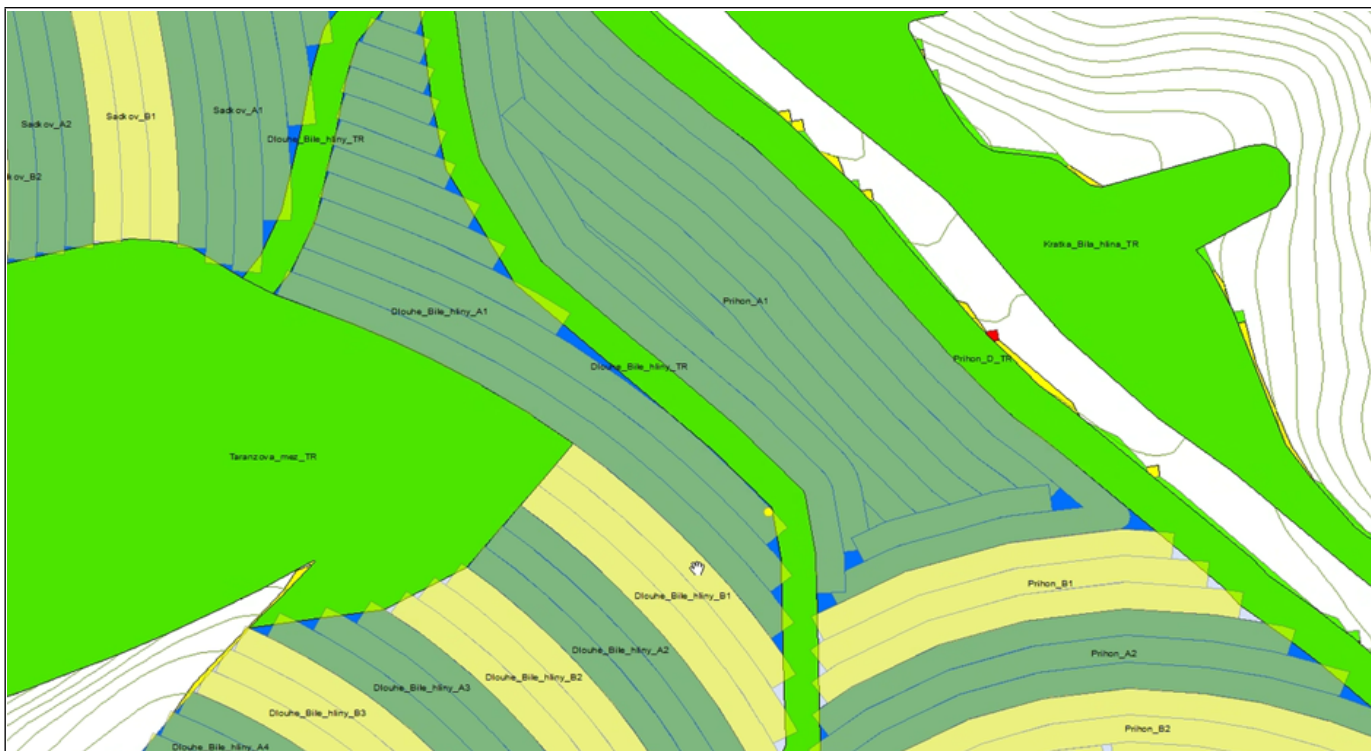 Sadkov_A1
Sadkov_B1
Sadkov_A2
Dlouhe_Bile_hliny_TR
kov_B2
Kratka_Bila_hlina_TR
Prihon_A1
Dlouhe_Bile_hliny_A1
Prihon_D_TR
Dlouhe_Bile_hliny_TR
Taranzova_mez_TR
Prihon_B1
Dlouhe_Bile_hliny_B1
Dlouhe_Bile_hliny_A2
Prihon_A2
Dlouhe_Bile_hliny_B2
Dlouhe_Bile_hliny_A3
Dlouhe_Bile_hliny_B3
Prihon_B2
Dlouhe_Bile_hliny_A4